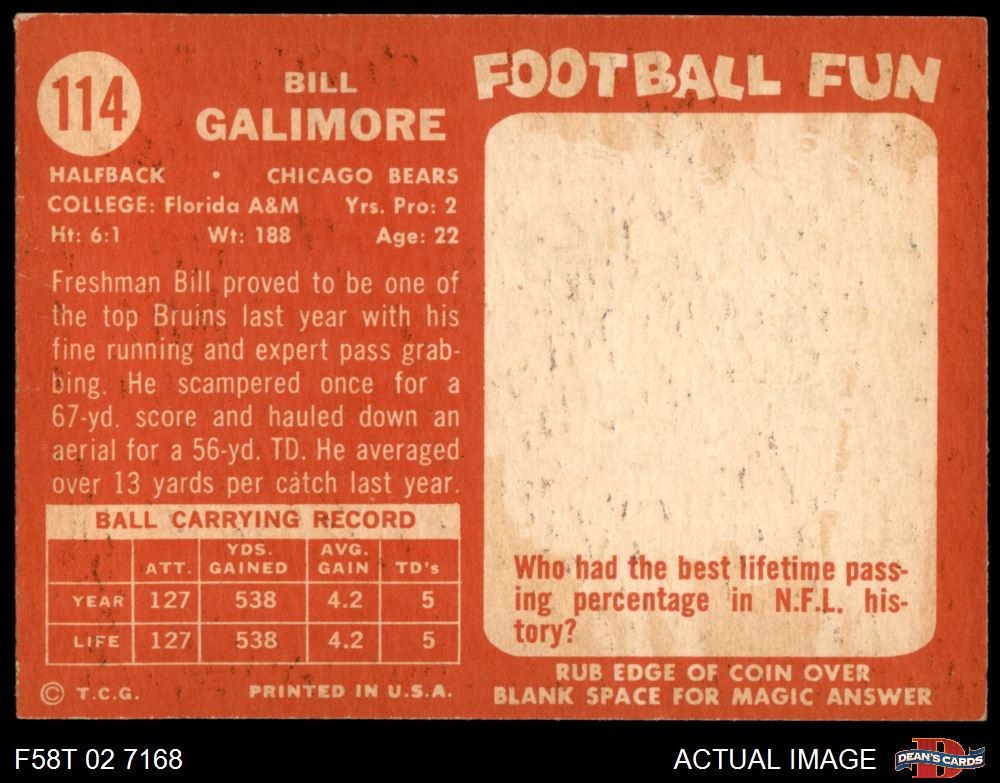 114
BILL
GALIMORE
HALFBACK • CHICAGO BEARS
COLLEGE: Florida A&M Yrs. Pro: 2
Ht: 6:1 Wt: 188 Age: 22
Freshman Bill proved to be one of
the top Bruins last year with his
fine running and expert pass grab-
bing. He scampered once for a
67-yd. score and hauled down an
aerial for a 56-yd. TD. He averaged
over 13 yards per catch last year.
BALL CARRYING RECORD
ATT. YDS. GAINED AVG. GAIN TD's
YEAR 127 538 4.2 5
LIFE 127 538 4.2 5
© T.C.G. PRINTED IN U.S.A.
FOOTBALL FUN
Who had the best lifetime pass-
ing percentage in N.F.L. his-
tory?
RUB EDGE OF COIN OVER
BLANK SPACE FOR MAGIC ANSWER
F58T 02 7168
ACTUAL IMAGE
D
DEAN'S CARDS